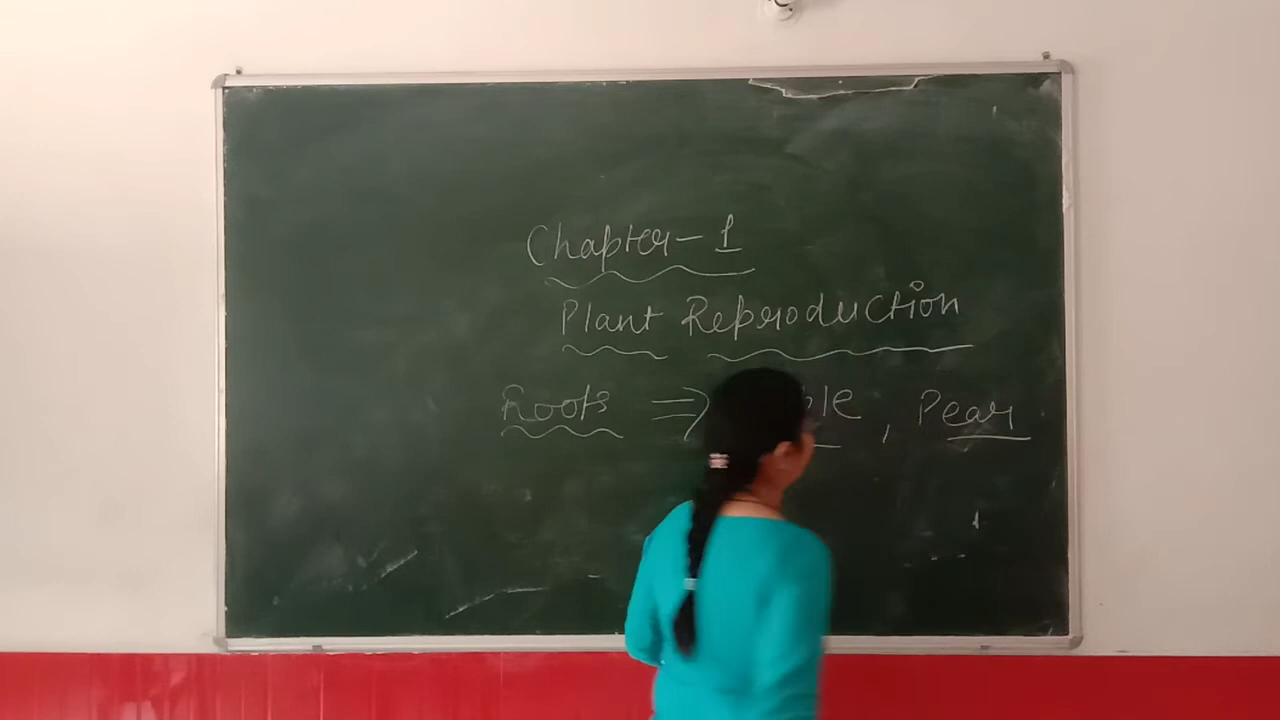 Chapter-1
Plant Reproduction
Roots ⇒ , Pear